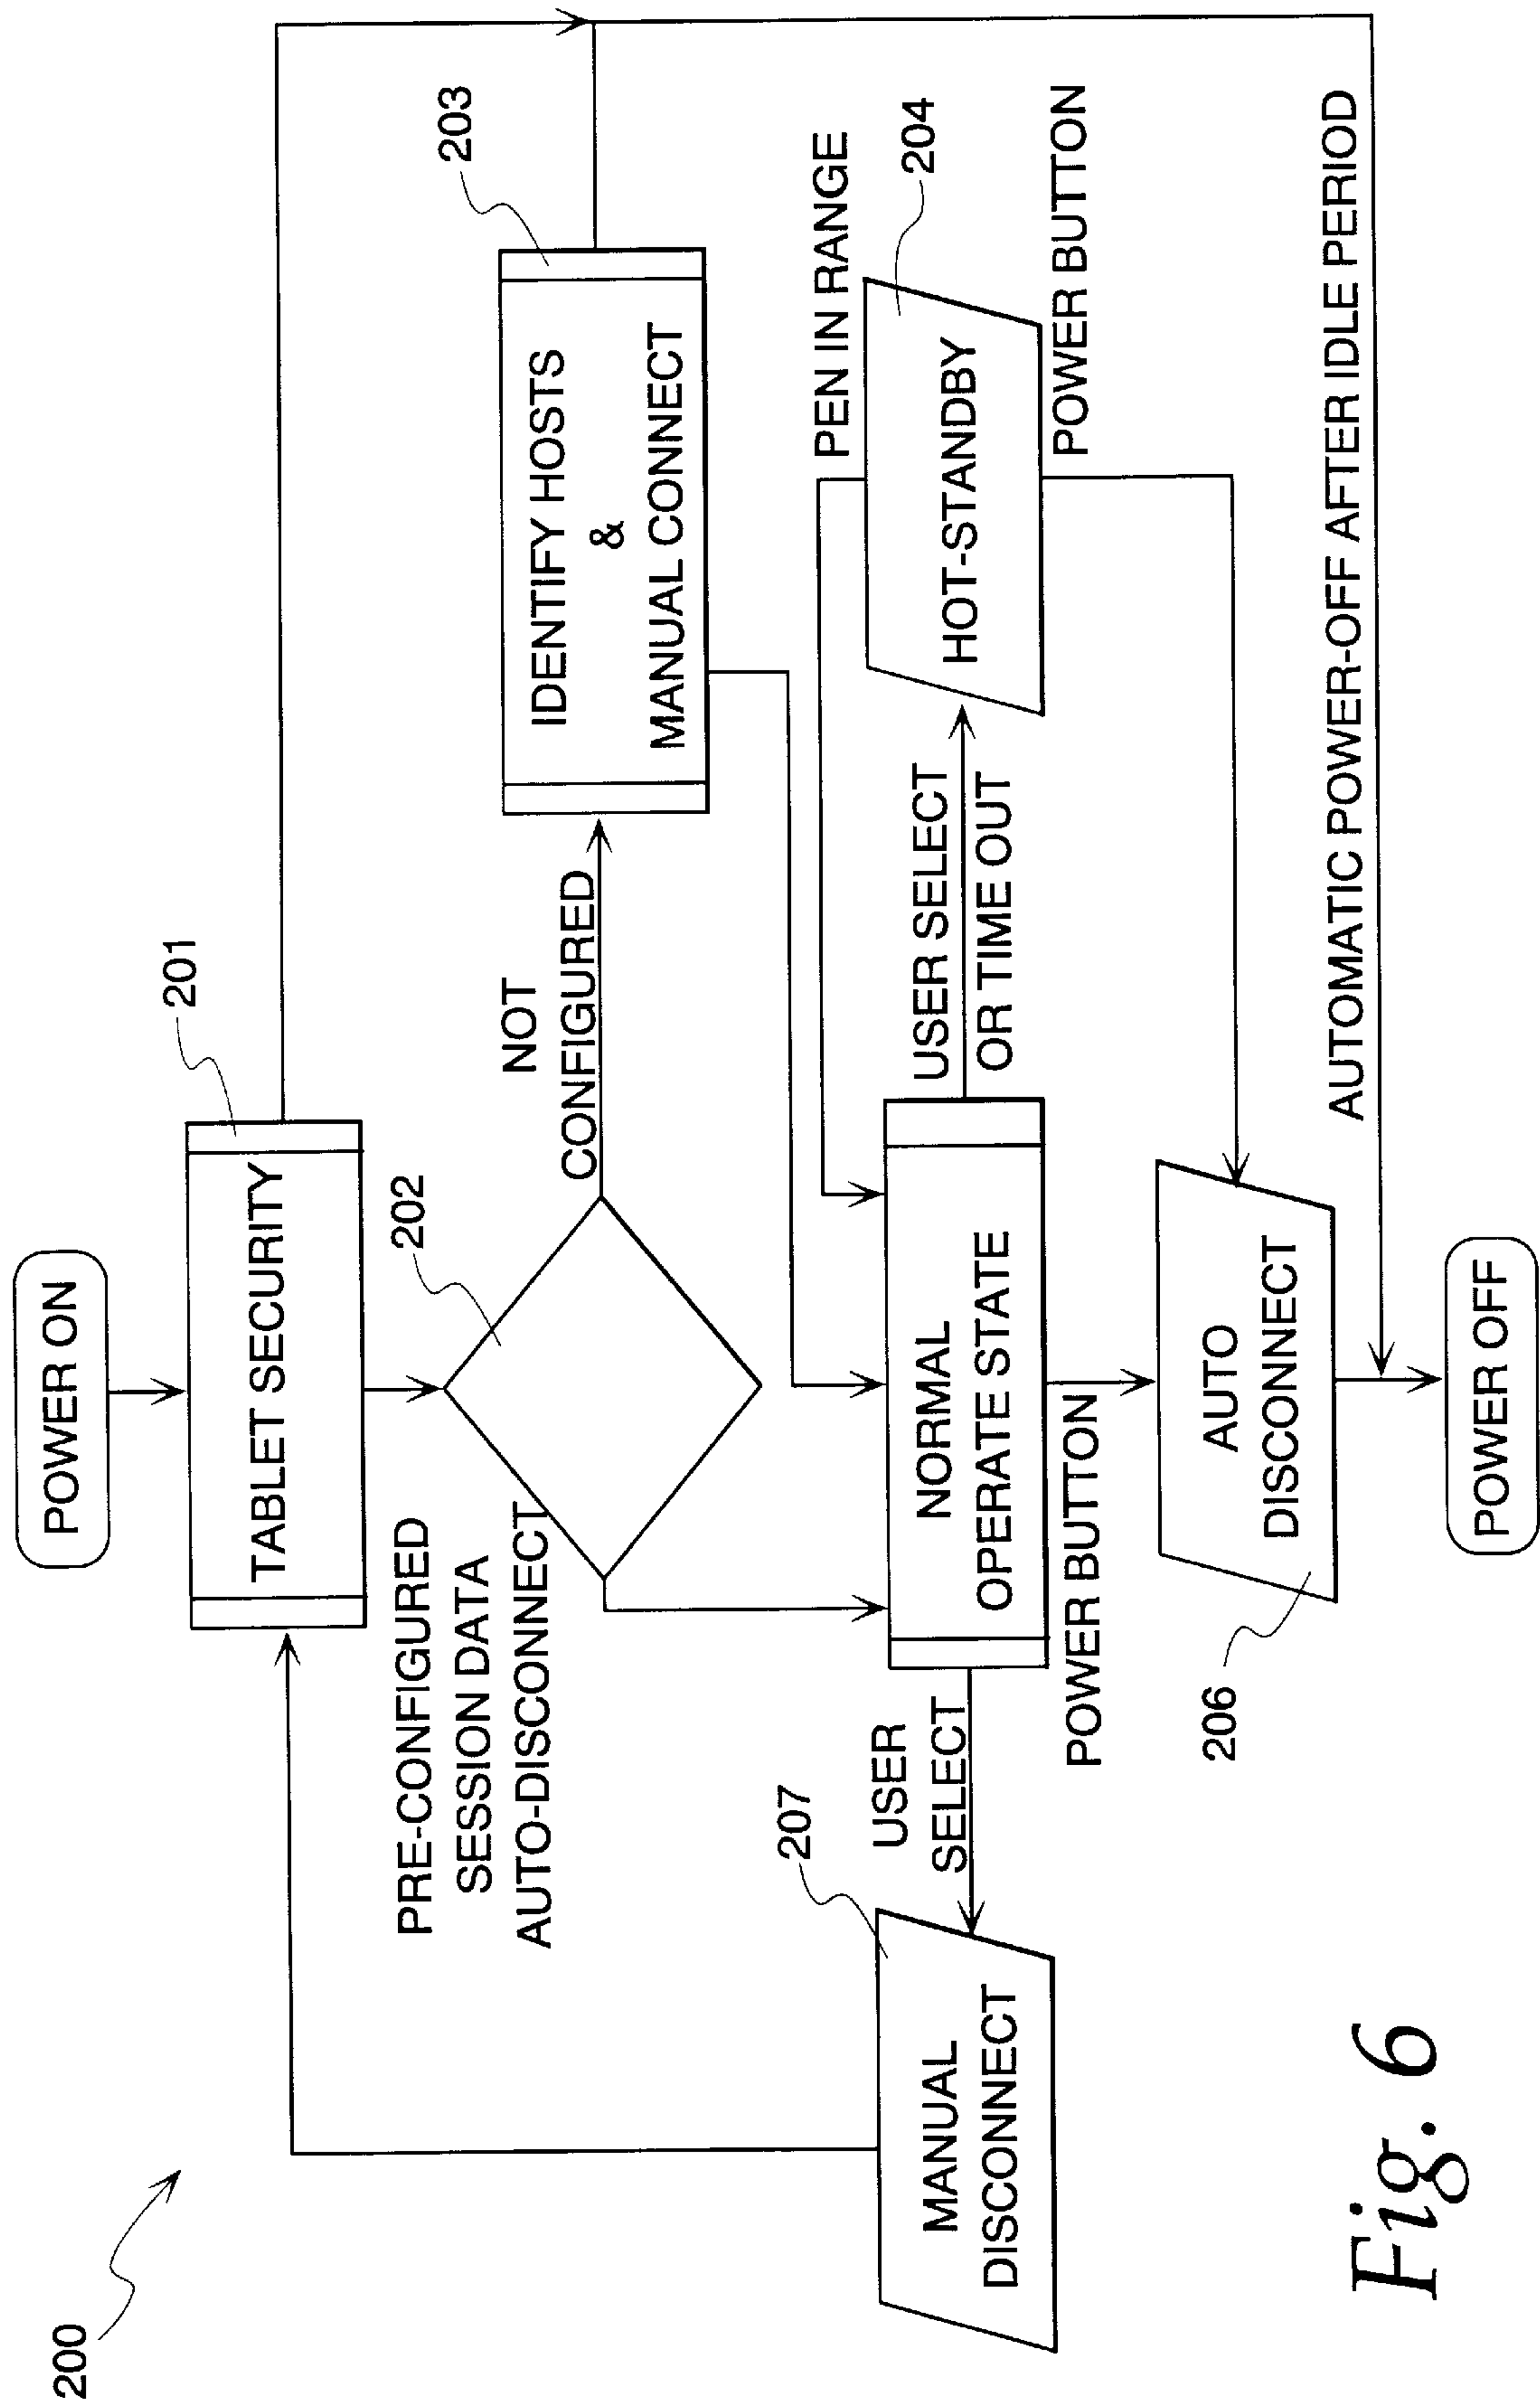 200
POWER ON
TABLET SECURITY
201
PRE-CONFIGURED
SESSION DATA
AUTO-DISCONNECT
202
NOT
CONFIGURED
203
IDENTIFY HOSTS
&
MANUAL CONNECT
207
MANUAL
DISCONNECT
USER
SELECT
NORMAL
OPERATE STATE
USER SELECT
OR TIME OUT
PEN IN RANGE
204
HOT-STANDBY
POWER BUTTON
POWER BUTTON
206
AUTO
DISCONNECT
AUTOMATIC POWER-OFF AFTER IDLE PERIOD
POWER OFF
Fig. 6